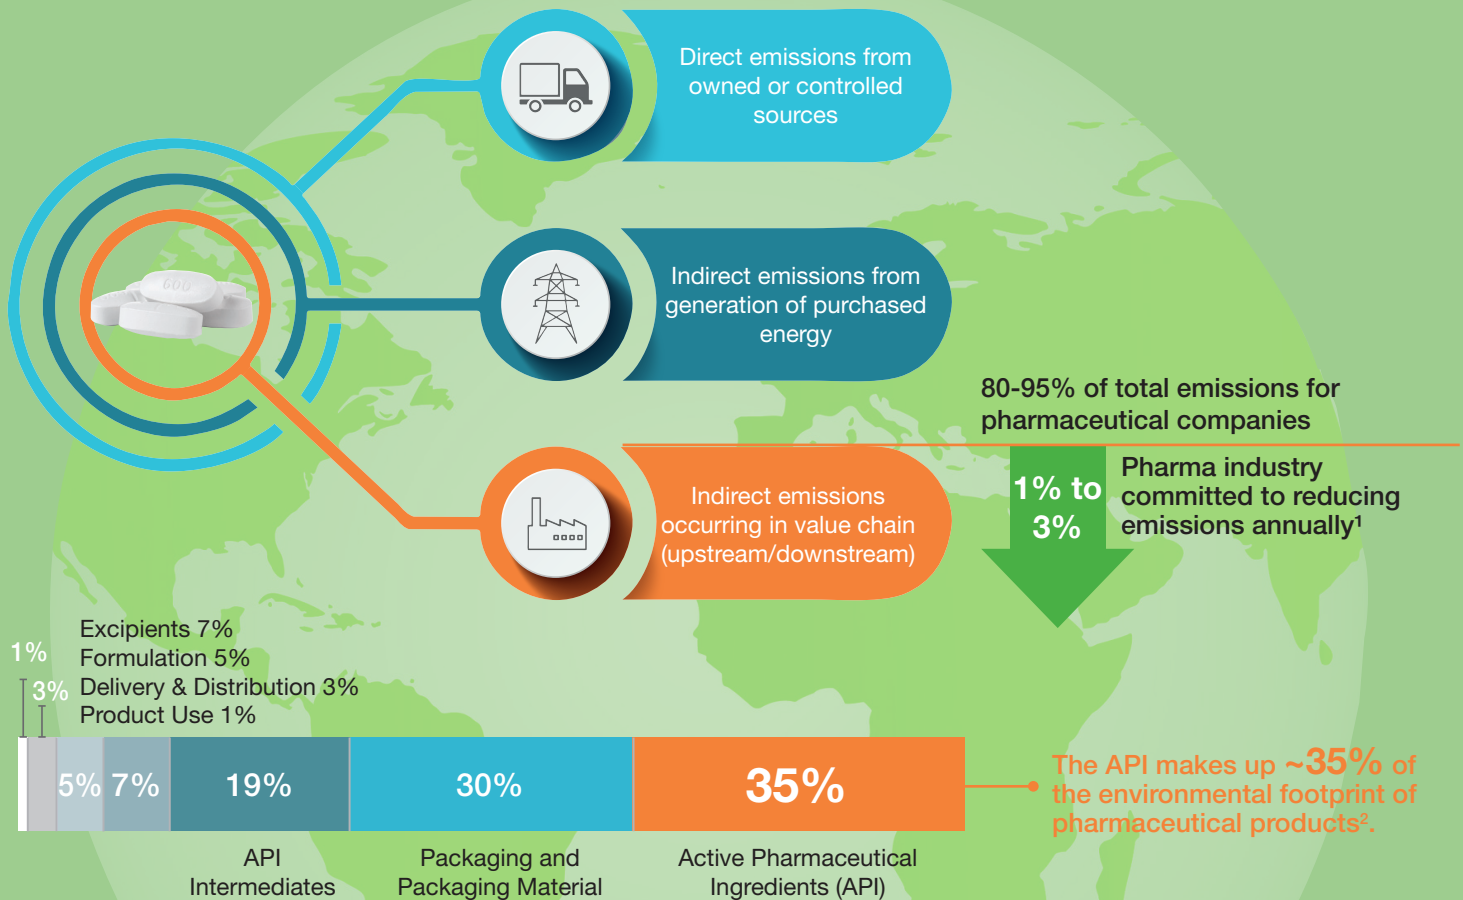 Direct emissions from
owned or controlled
sources
Indirect emissions from
generation of purchased
energy
80-95% of total emissions for
pharmaceutical companies
Indirect emissions
occurring in value chain
(upstream/downstream)
1% to
3%
Pharma industry
committed to reducing
emissions annually¹
Excipients 7%
Formulation 5%
Delivery & Distribution 3%
Product Use 1%
1%
3%
5%
7%
19%
30%
35%
The API makes up ~35% of
the environmental footprint of
pharmaceutical products².
API
Intermediates
Packaging and
Packaging Material
Active Pharmaceutical
Ingredients (API)
600